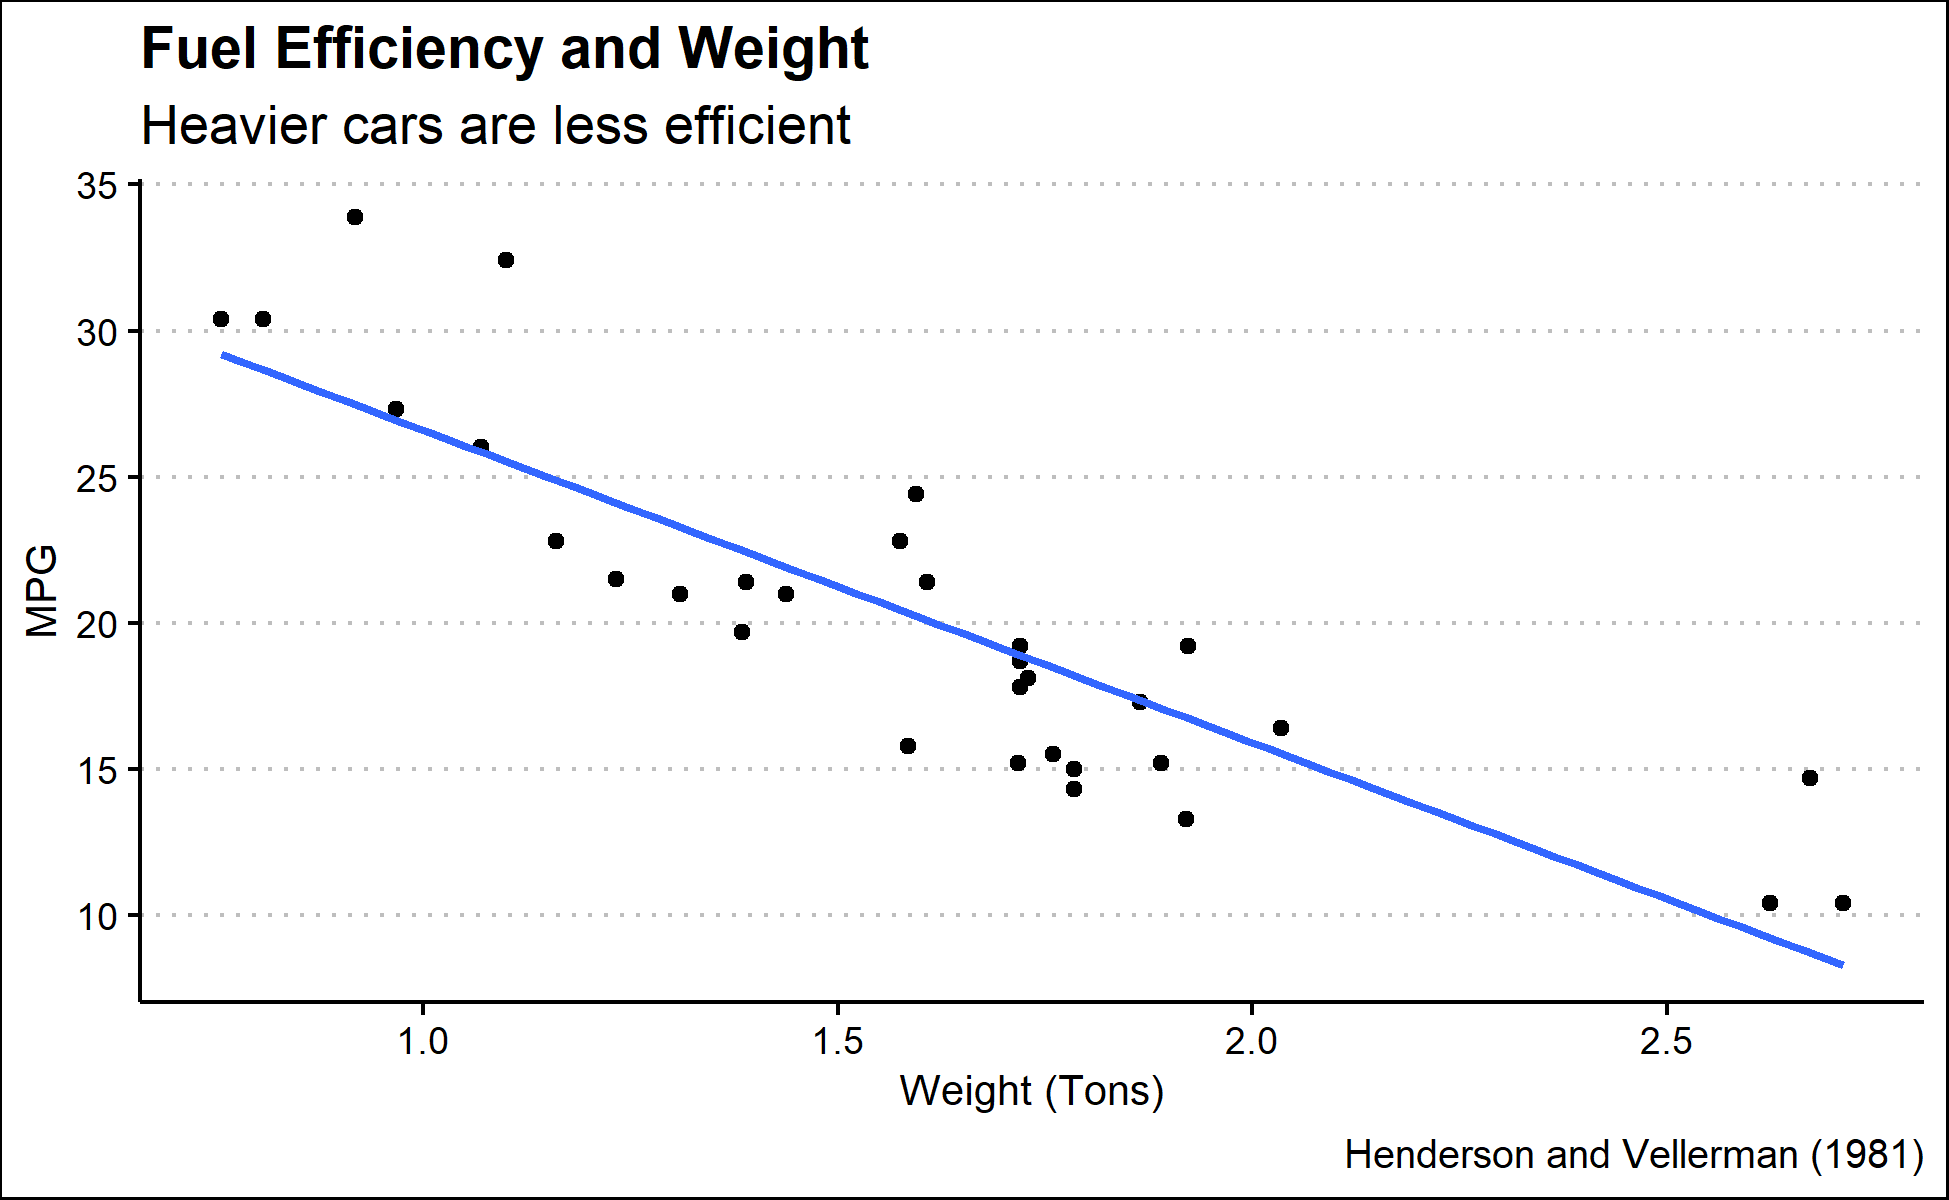 Fuel Efficiency and Weight
Heavier cars are less efficient
35
30
25
20
15
10
MPG
1.0 1.5 2.0 2.5
Weight (Tons)
Henderson and Vellerman (1981)